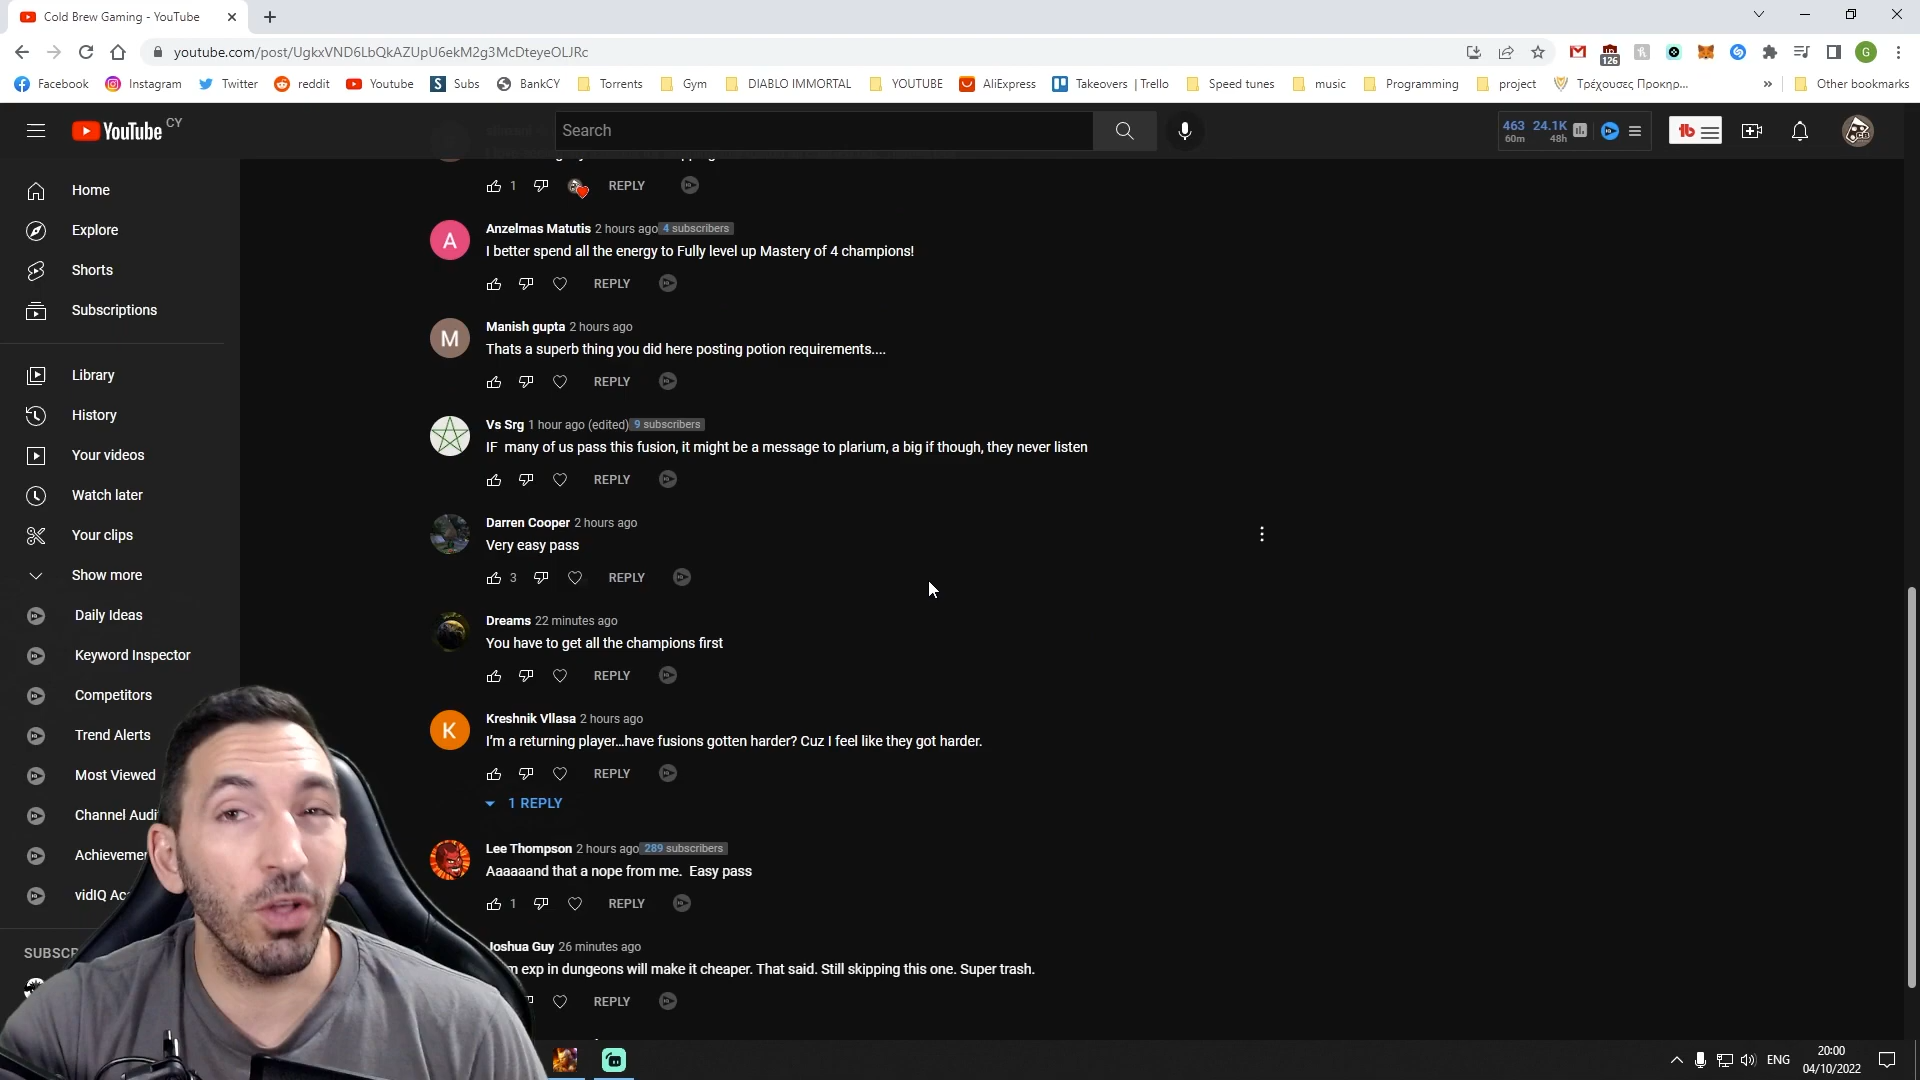 Cold Brew Gaming - YouTube
youtube.com/post/UgkxVND6LbQkAZUpU6ekM2g3McDteyeOLJRc
126
G
Facebook
Instagram
Twitter
reddit
Youtube
Subs
BankCY
Torrents
Gym
DIABLO IMMORTAL
YOUTUBE
AliExpress
Takeovers | Trello
Speed tunes
music
Programming
project
Τρέχουσες Προκηρ...
»
Other bookmarks
YouTube CY
Search
463 24.1K
60m 48h
tb
Home
Explore
Shorts
Subscriptions
Library
History
Your videos
Watch later
Your clips
Show more
Daily Ideas
Keyword Inspector
Competitors
Trend Alerts
Most Viewed
Channel Audi
Achievemen
vidIQ Ac
SUBSCR
1 REPLY
A
Anzelmas Matutis 2 hours ago 4 subscribers
I better spend all the energy to Fully level up Mastery of 4 champions!
REPLY
M
Manish gupta 2 hours ago
Thats a superb thing you did here posting potion requirements....
REPLY
Vs Srg 1 hour ago (edited) 9 subscribers
IF many of us pass this fusion, it might be a message to plarium, a big if though, they never listen
REPLY
Darren Cooper 2 hours ago
Very easy pass
3 REPLY
Dreams 22 minutes ago
You have to get all the champions first
REPLY
K
Kreshnik Vllasa 2 hours ago
I'm a returning player...have fusions gotten harder? Cuz I feel like they got harder.
REPLY
1 REPLY
Lee Thompson 2 hours ago 289 subscribers
Aaaaaand that a nope from me. Easy pass
1 REPLY
Joshua Guy 26 minutes ago
exp in dungeons will make it cheaper. That said. Still skipping this one. Super trash.
REPLY
ENG
20:00
04/10/2022